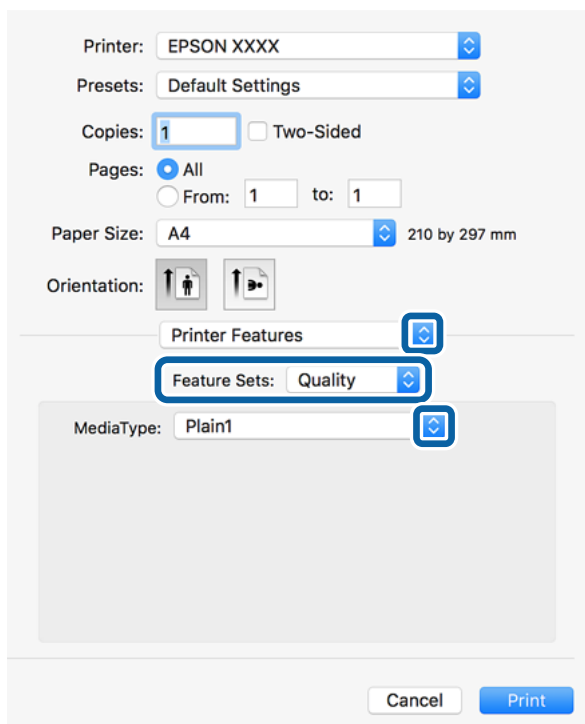 Printer: EPSON XXXX
Presets: Default Settings
Copies: 1 Two-Sided
Pages: All
From: 1 to: 1
Paper Size: A4 210 by 297 mm
Orientation:
Printer Features
Feature Sets: Quality
MediaType: Plain1
Cancel Print